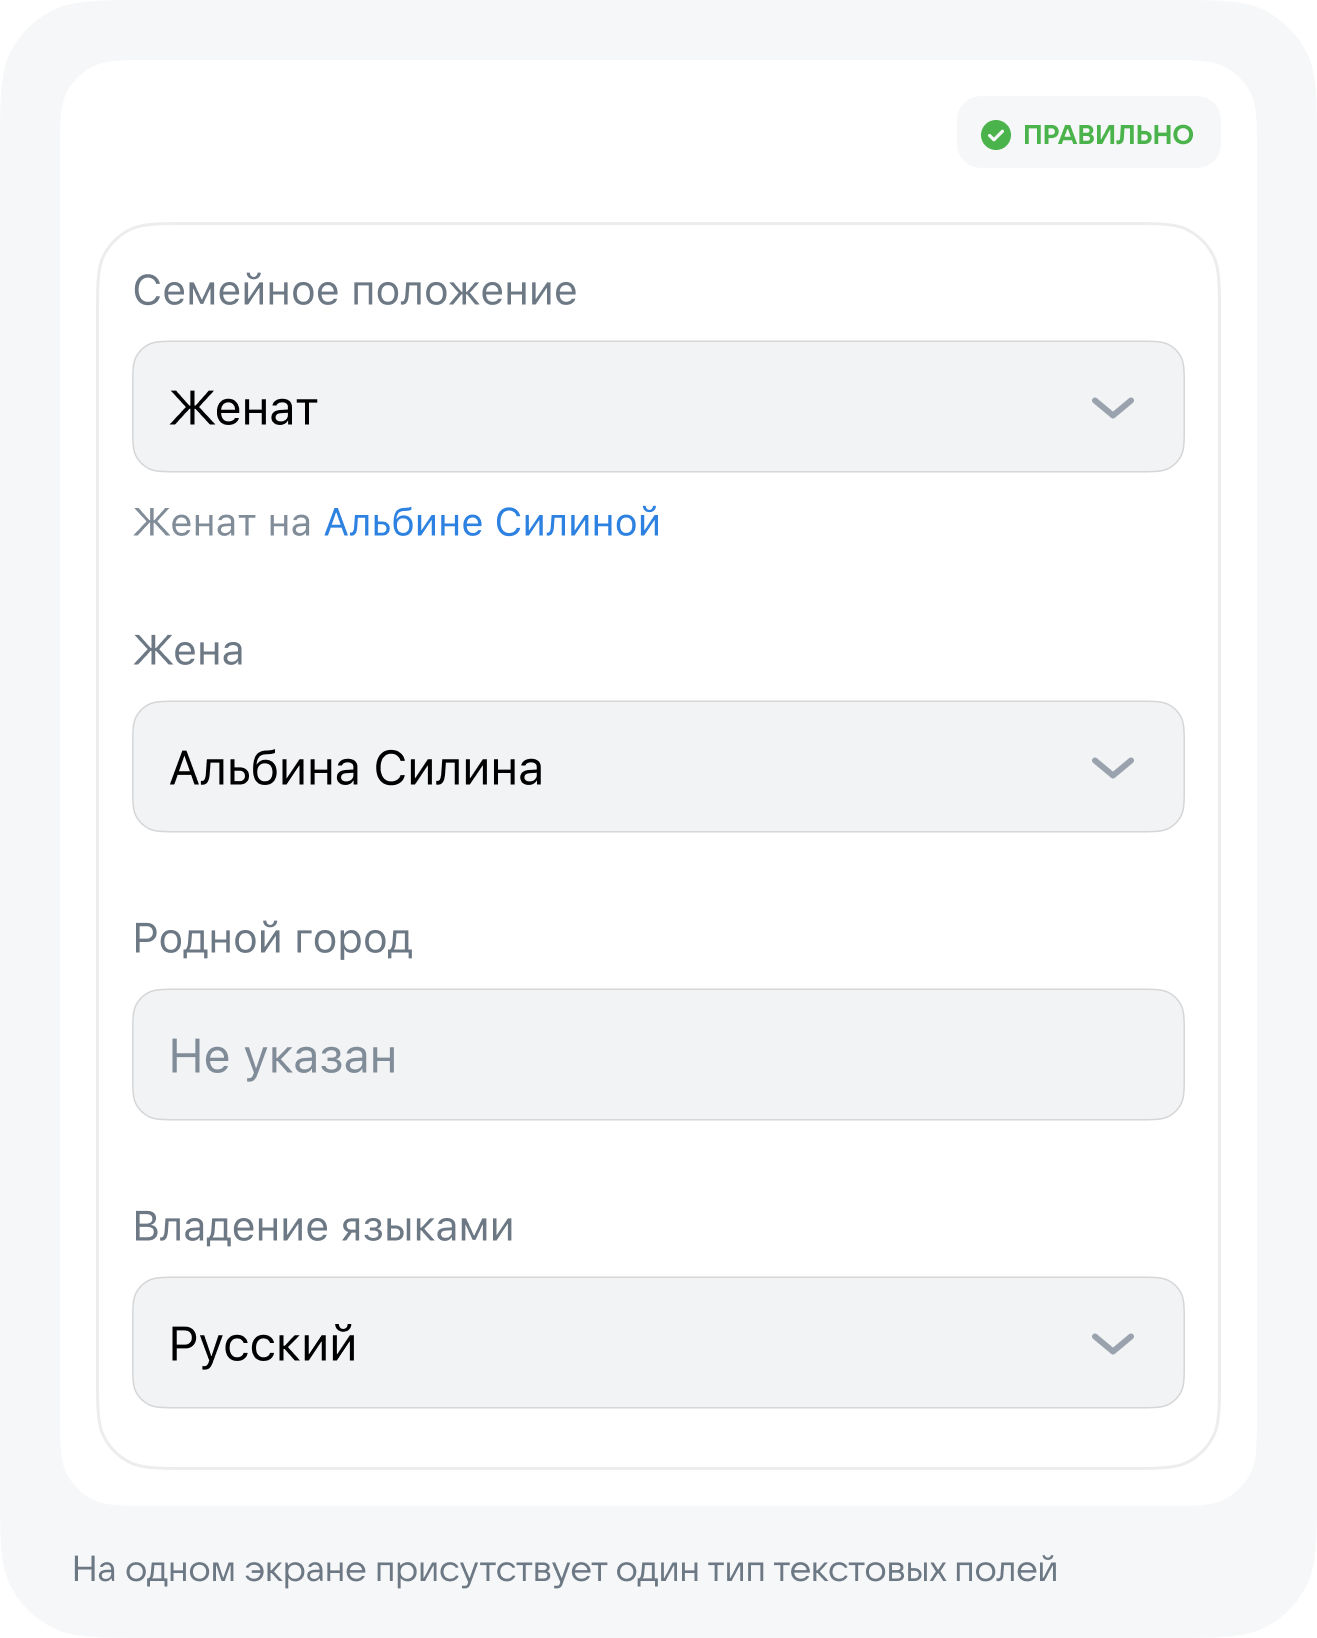 ПРАВИЛЬНО
Семейное положение
Женат
Женат на Альбине Силиной
Жена
Альбина Силина
Родной город
Не указан
Владение языками
Русский
На одном экране присутствует один тип текстовых полей